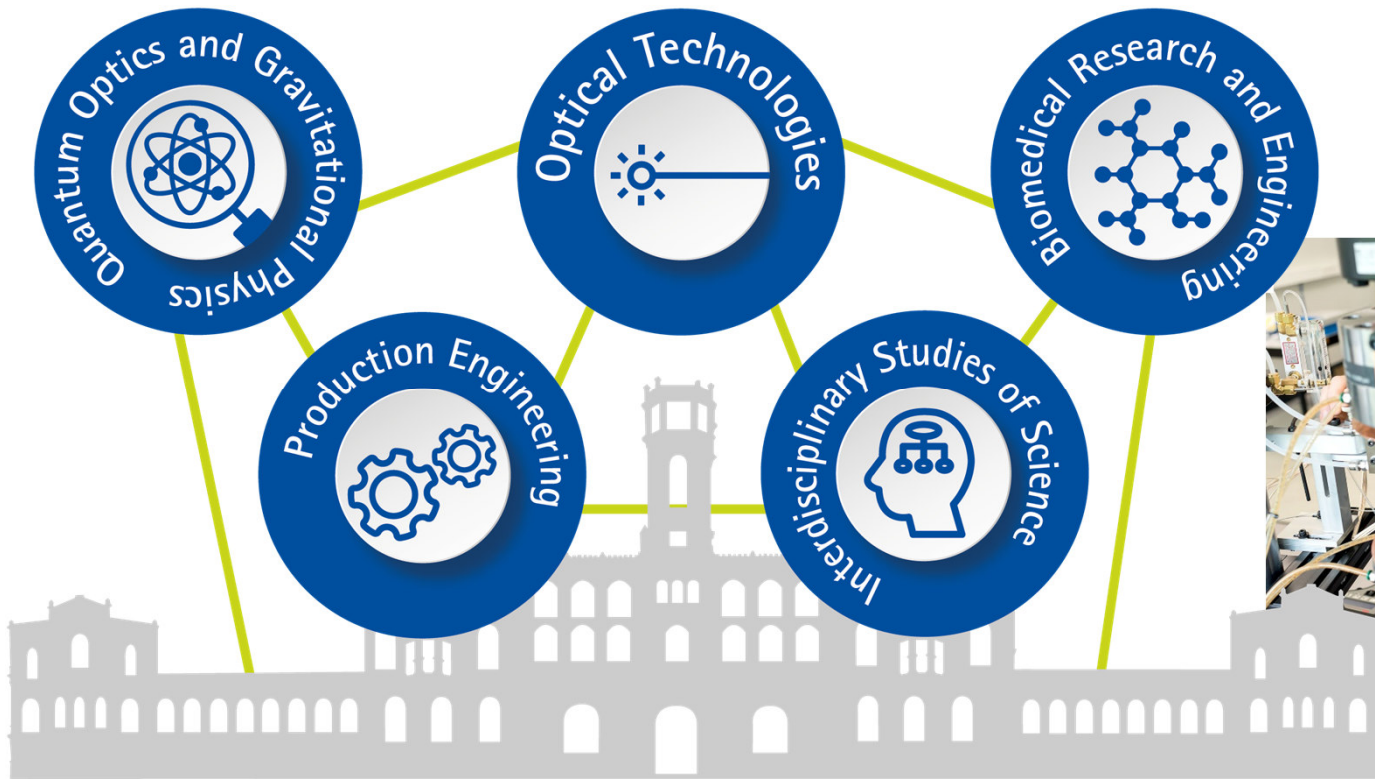 Quantum Optics and Gravitational Physics
Optical Technologies
Biomedical Research and Engineering
Production Engineering
Interdisciplinary Studies of Science